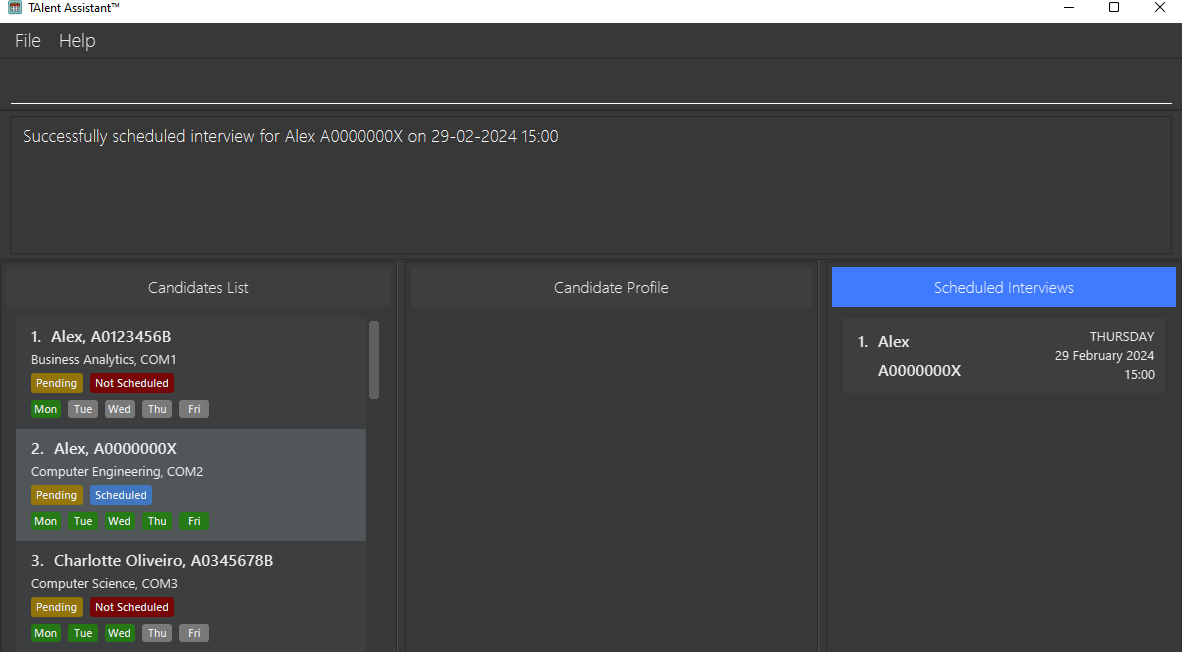 TAlent Assistant™
File Help
Successfully scheduled interview for Alex A0000000X on 29-02-2024 15:00
Candidates List
1. Alex, A0123456B
Business Analytics, COM1
Pending Not Scheduled
Mon Tue Wed Thu Fri
2. Alex, A0000000X
Computer Engineering, COM2
Pending Scheduled
Mon Tue Wed Thu Fri
3. Charlotte Oliveiro, A0345678B
Computer Science, COM3
Pending Not Scheduled
Mon Tue Wed Thu Fri
Candidate Profile
Scheduled Interviews
1. Alex
A0000000X
THURSDAY
29 February 2024
15:00